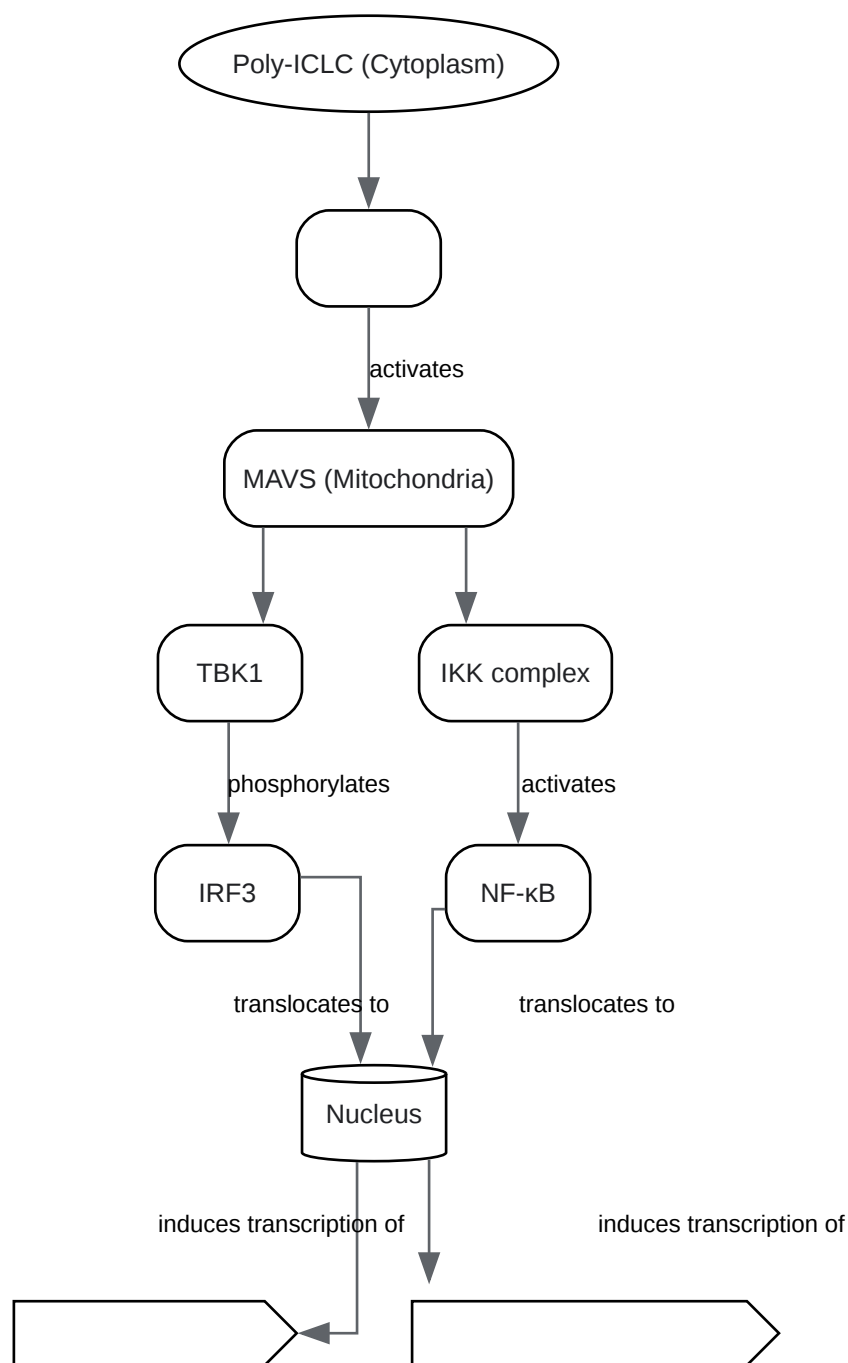 Poly-ICLC (Cytoplasm)
activates
MAVS (Mitochondria)
TBK1
IKK complex
phosphorylates
activates
IRF3
NF-κB
translocates to
translocates to
Nucleus
induces transcription of
induces transcription of